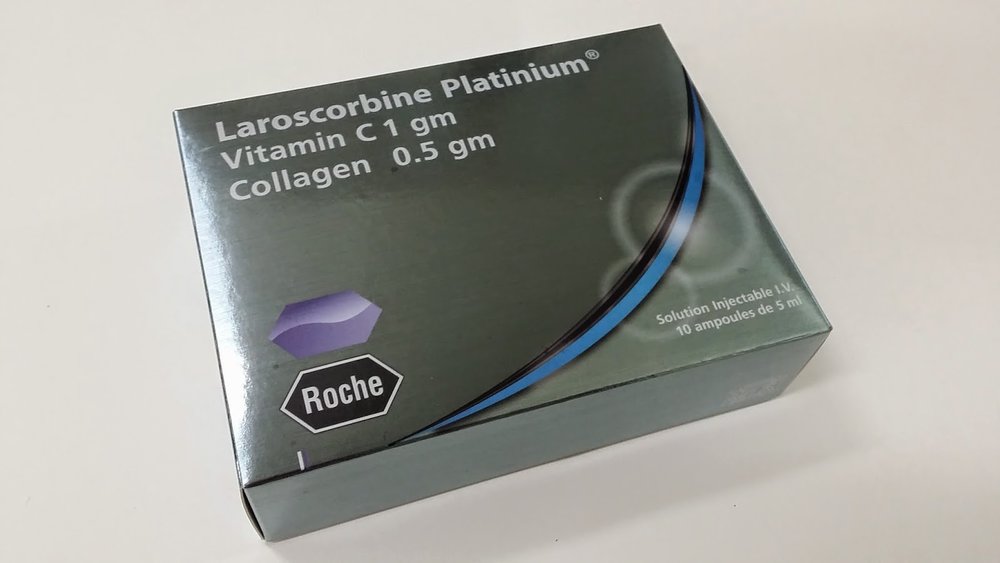 Laroscorbine Platinium®
Vitamin C 1 gm
Collagen 0.5 gm
Solution Injectable I.V.
10 ampoules de 5 ml
Roche